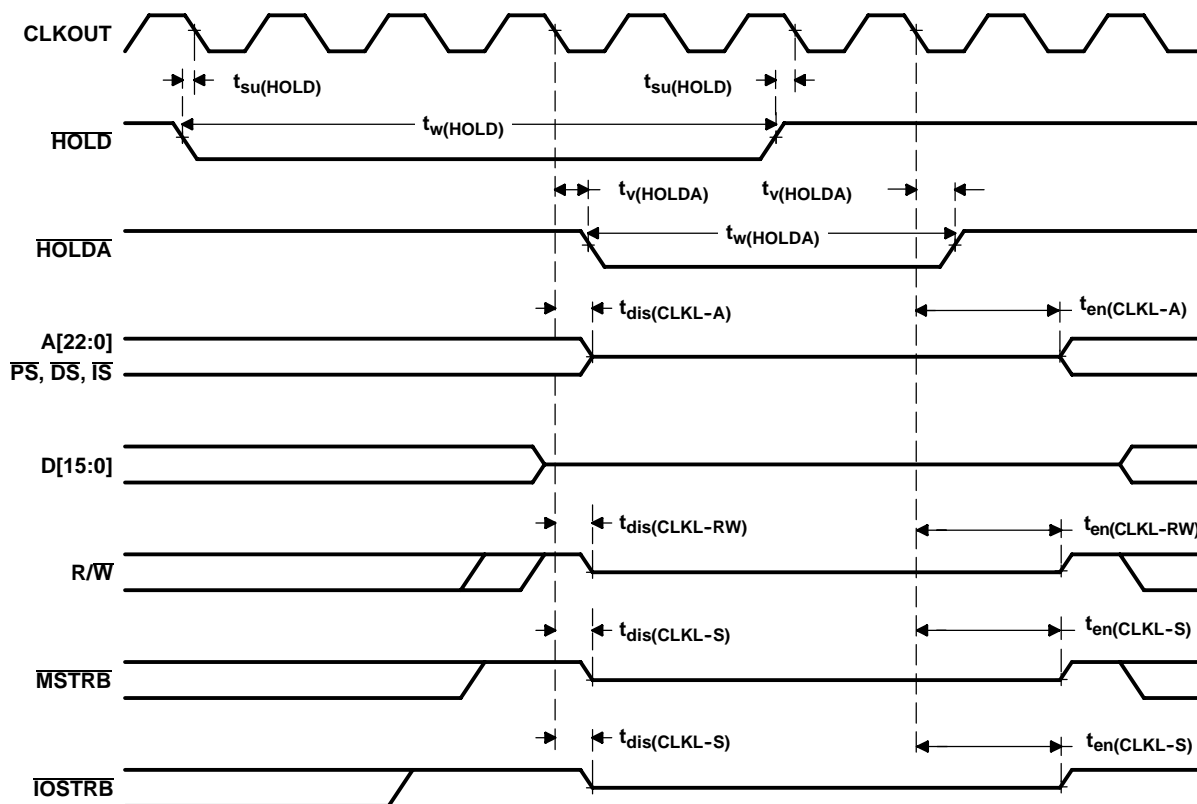 CLKOUT
tsu(HOLD) tsu(HOLD)
HOLD tw(HOLD)
tv(HOLDA) tv(HOLDA)
HOLDA tw(HOLDA)
tdis(CLKL-A) ten(CLKL-A)
A[22:0]
PS, DS, IS
D[15:0]
tdis(CLKL-RW) ten(CLKL-RW)
R/W
tdis(CLKL-S) ten(CLKL-S)
MSTRB
tdis(CLKL-S) ten(CLKL-S)
IOSTRB